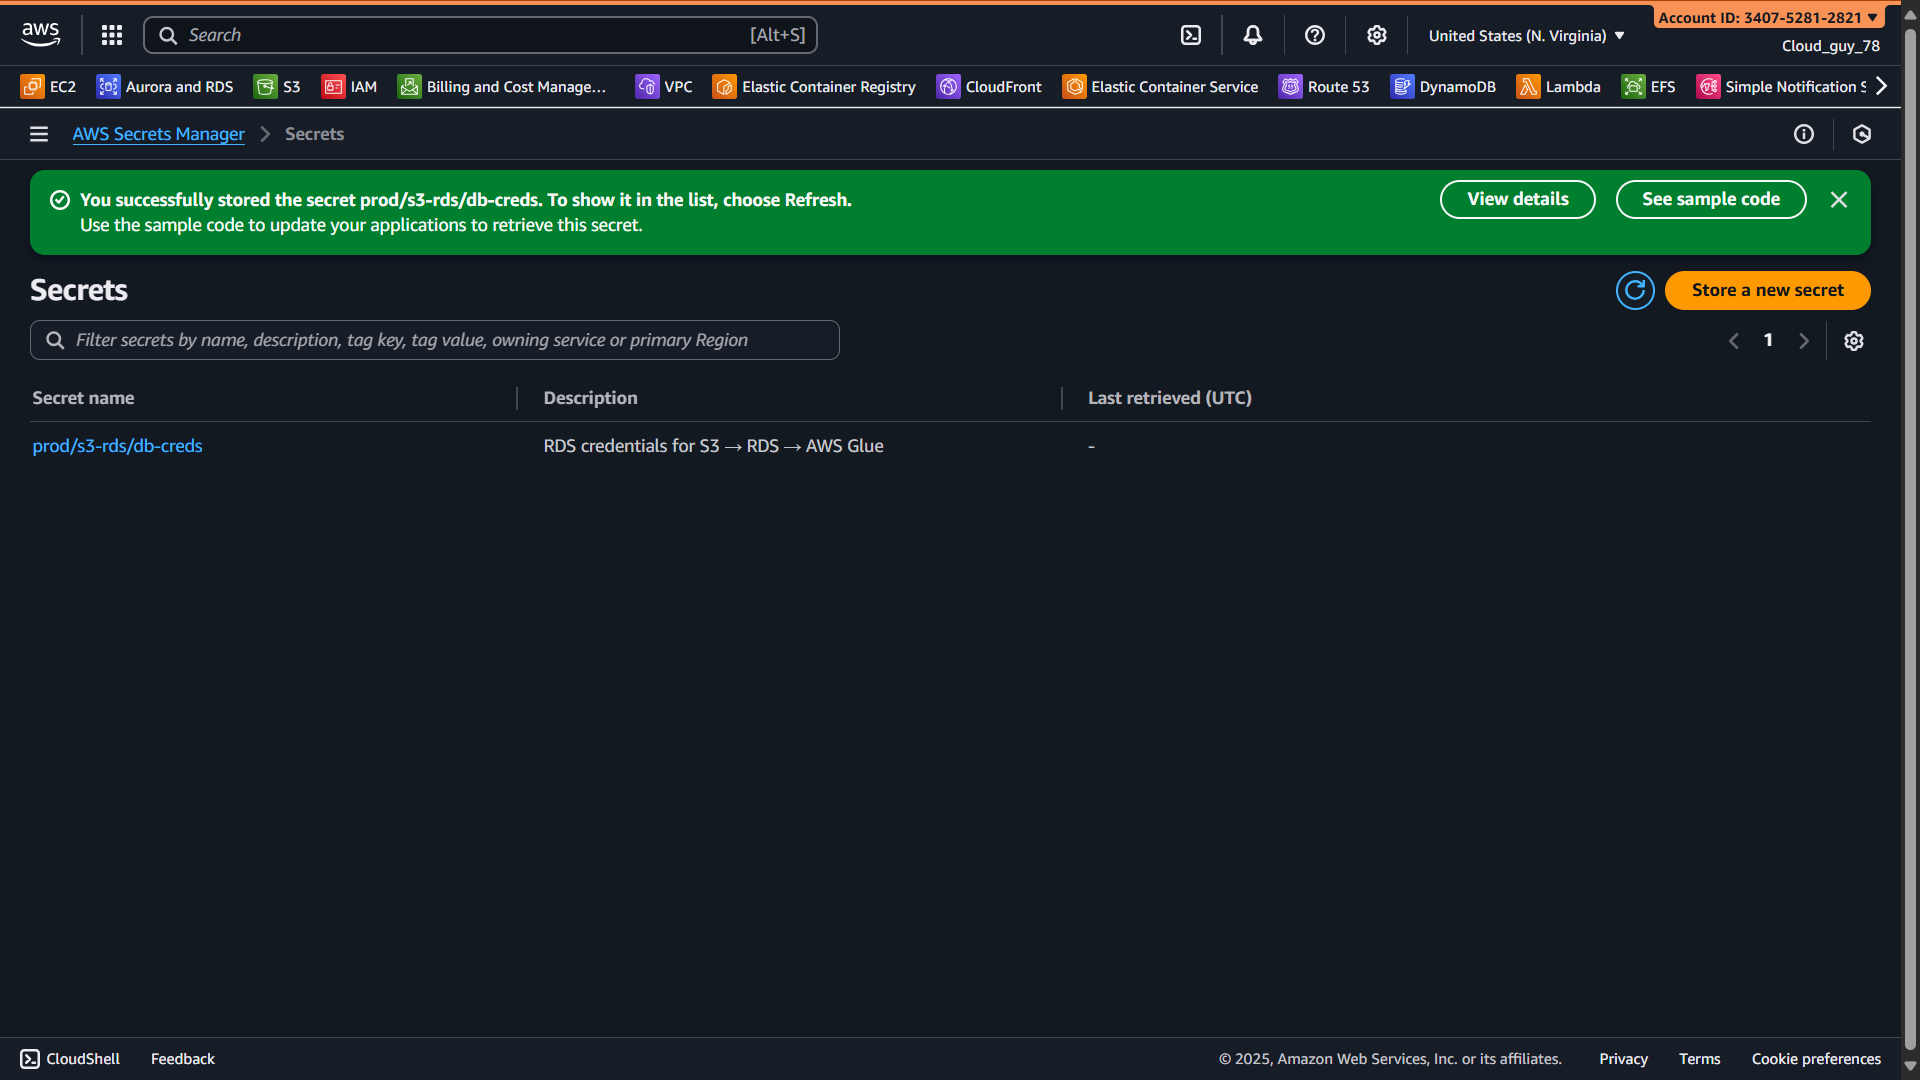 aws
Search
[Alt+S]
United States (N. Virginia)
Account ID: 3407-5281-2821
Cloud_guy_78
EC2
Aurora and RDS
S3
IAM
Billing and Cost Manage...
VPC
Elastic Container Registry
CloudFront
Elastic Container Service
Route 53
DynamoDB
Lambda
EFS
Simple Notification S
AWS Secrets Manager
Secrets
You successfully stored the secret prod/s3-rds/db-creds. To show it in the list, choose Refresh.
Use the sample code to update your applications to retrieve this secret.
View details
See sample code
Secrets
Store a new secret
Filter secrets by name, description, tag key, tag value, owning service or primary Region
1
Secret name
Description
Last retrieved (UTC)
prod/s3-rds/db-creds
RDS credentials for S3 → RDS → AWS Glue
-
CloudShell
Feedback
© 2025, Amazon Web Services, Inc. or its affiliates.
Privacy
Terms
Cookie preferences